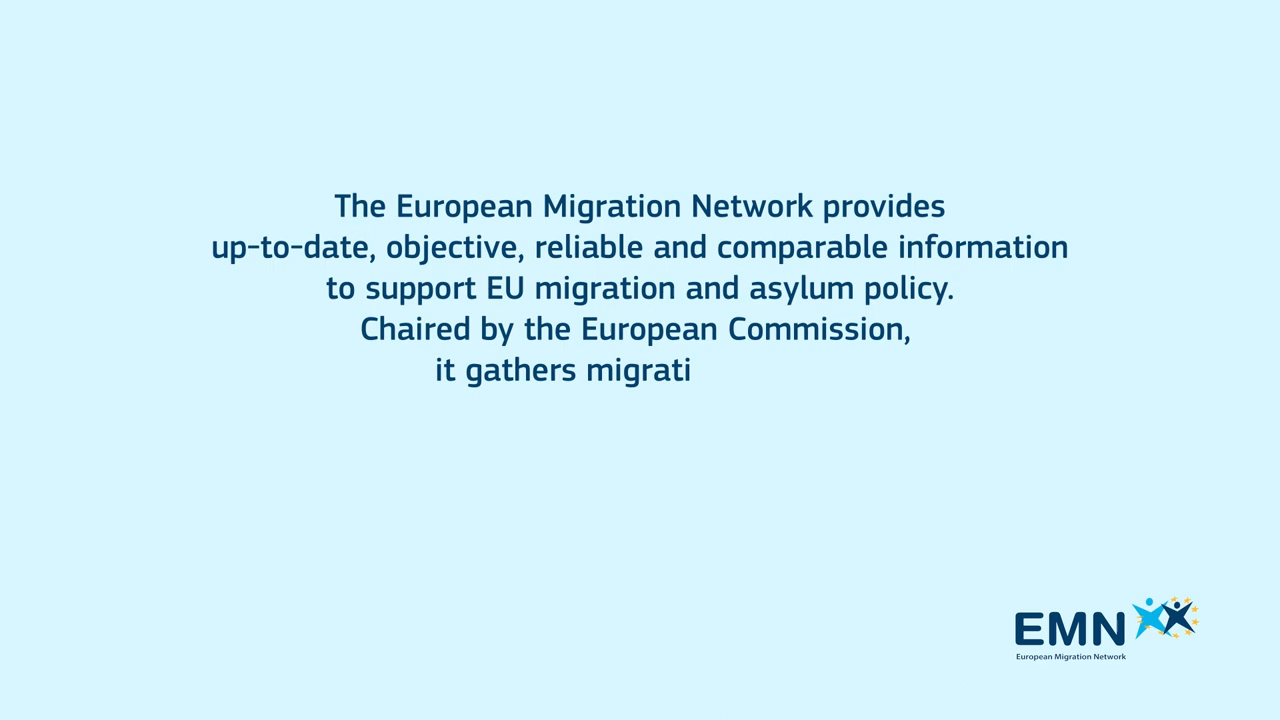 The European Migration Network provides
up-to-date, objective, reliable and comparable information
to support EU migration and asylum policy.
Chaired by the European Commission,
it gathers migrati
EMN
European Migration Network